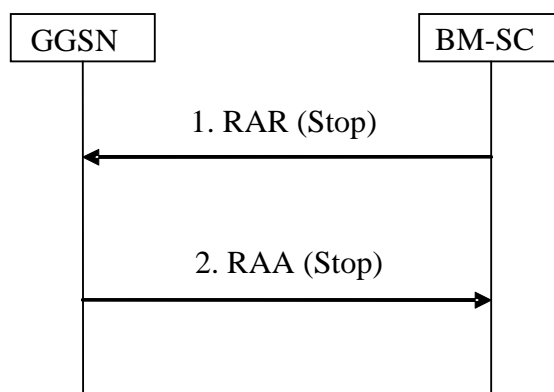 GGSN
BM-SC
1. RAR (Stop)
2. RAA (Stop)